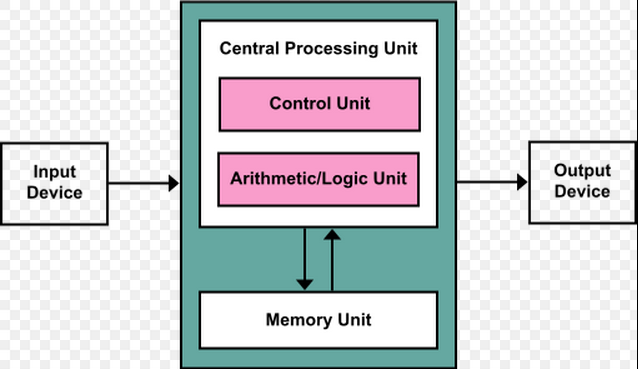 Central Processing Unit
Control Unit
Arithmetic/Logic Unit
Input
Device
Output
Device
Memory Unit